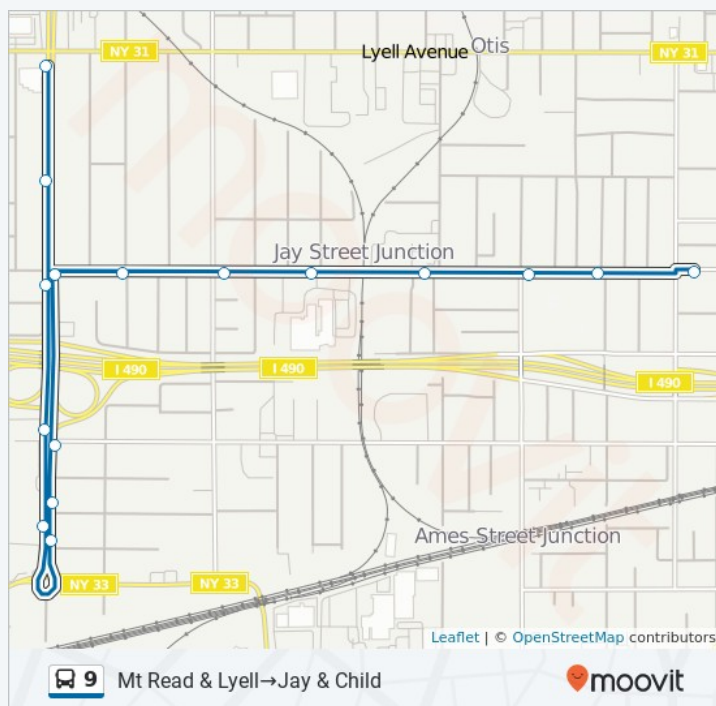 NY 31
Lyell Avenue
Otis
NY 31
moovit
Jay Street Junction
I 490
I 490
I 490
Ames Street Junction
NY 33
NY 33
Leaflet | © OpenStreetMap contributors
9 Mt Read & Lyell→Jay & Child
moovit